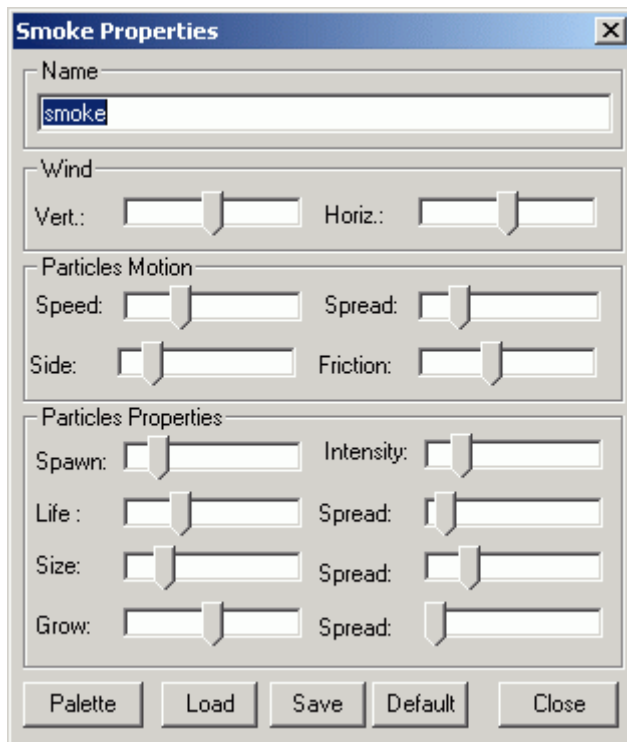 Smoke Properties
Name
smoke
Wind
Vert.: Horiz.:
Particles Motion
Speed: Spread:
Side: Friction:
Particles Properties
Spawn: Intensity:
Life : Spread:
Size: Spread:
Grow: Spread:
Palette Load Save Default Close